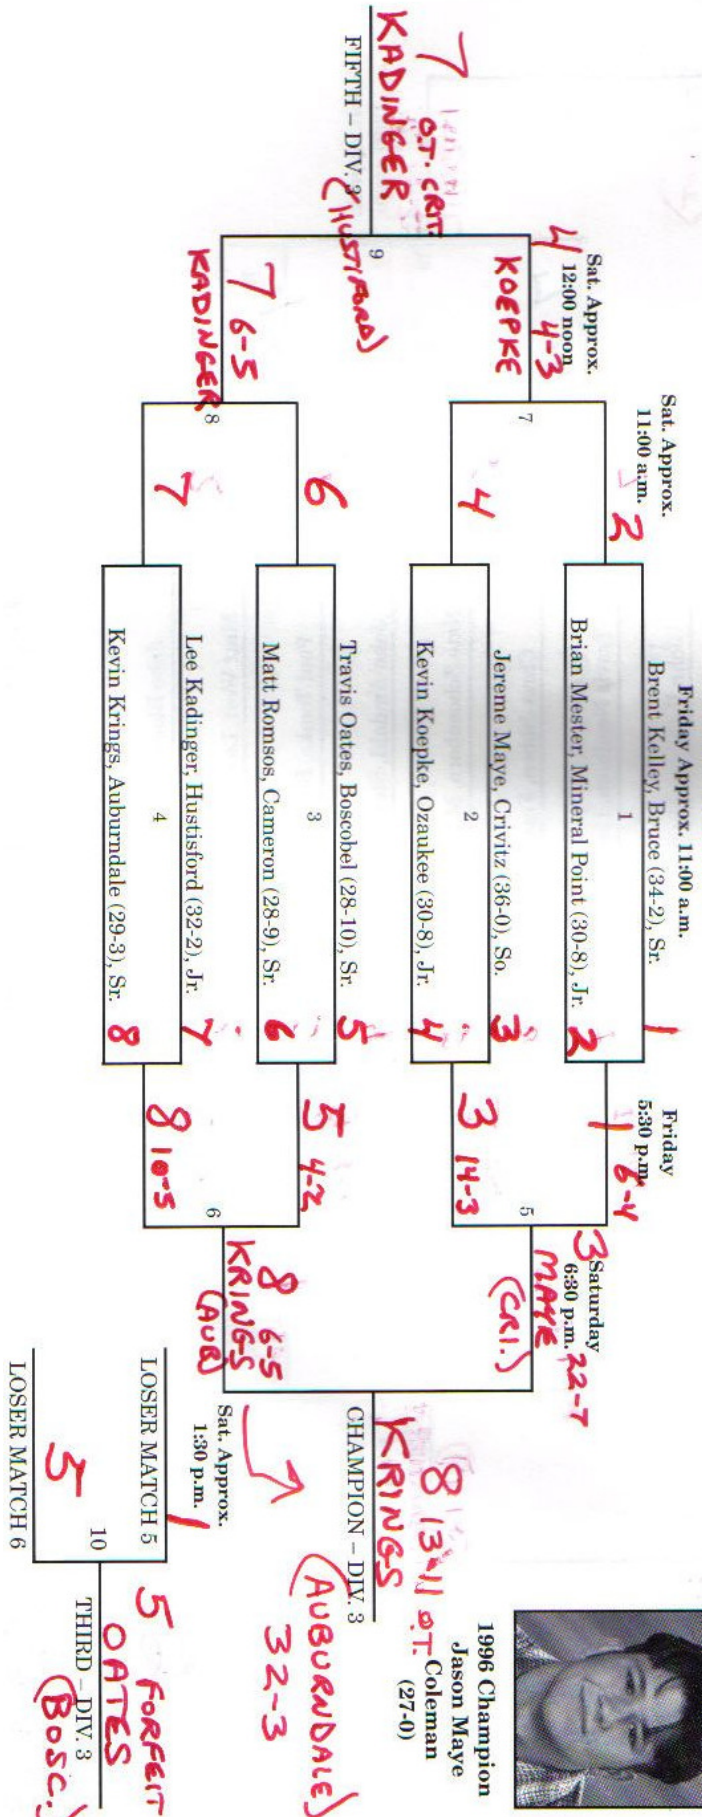 Friday Approx. 11:00 a.m.
Brent Kelley, Bruce (34-2), Sr. 1
1
Brian Mester, Mineral Point (30-8), Jr. 2
Jereme Maye, Crivitz (36-0), So. 3
2
Kevin Koepke, Ozaukee (30-8), Jr. 4
Travis Oates, Boscobel (28-10), Sr. 5
3
Matt Romsos, Cameron (28-9), Sr. 6
Lee Kadinger, Hustisford (32-2), Jr. 7
4
Kevin Krings, Auburndale (29-3), Sr. 8
Sat. Approx.
11:00 a.m.
2
4
6
7
Sat. Approx.
12:00 noon
4 4-3
KOEPKE
7
7 6-5
KADINGER
8
7 O.T. CRIT.
KADINGER
FIFTH – DIV. 3
(HUSTIFORD)
9
Friday
5:30 p.m.
1 6-4
3 14-3
5
5 4-2
8 10-5
6
Saturday
6:30 p.m.
3 MAYE 22-7
(CRI.)
8 6-5
KRINGS
(AUB)
8 13-11 O.T.
KRINGS
CHAMPION – DIV. 3
(AUBURNDALE)
32-3
1996 Champion
Jason Maye
Coleman
(27-0)
Sat. Approx.
1:30 p.m.
1
LOSER MATCH 5
10
5
LOSER MATCH 6
5 FORFEIT
OATES
THIRD – DIV. 3
(BOSC.)